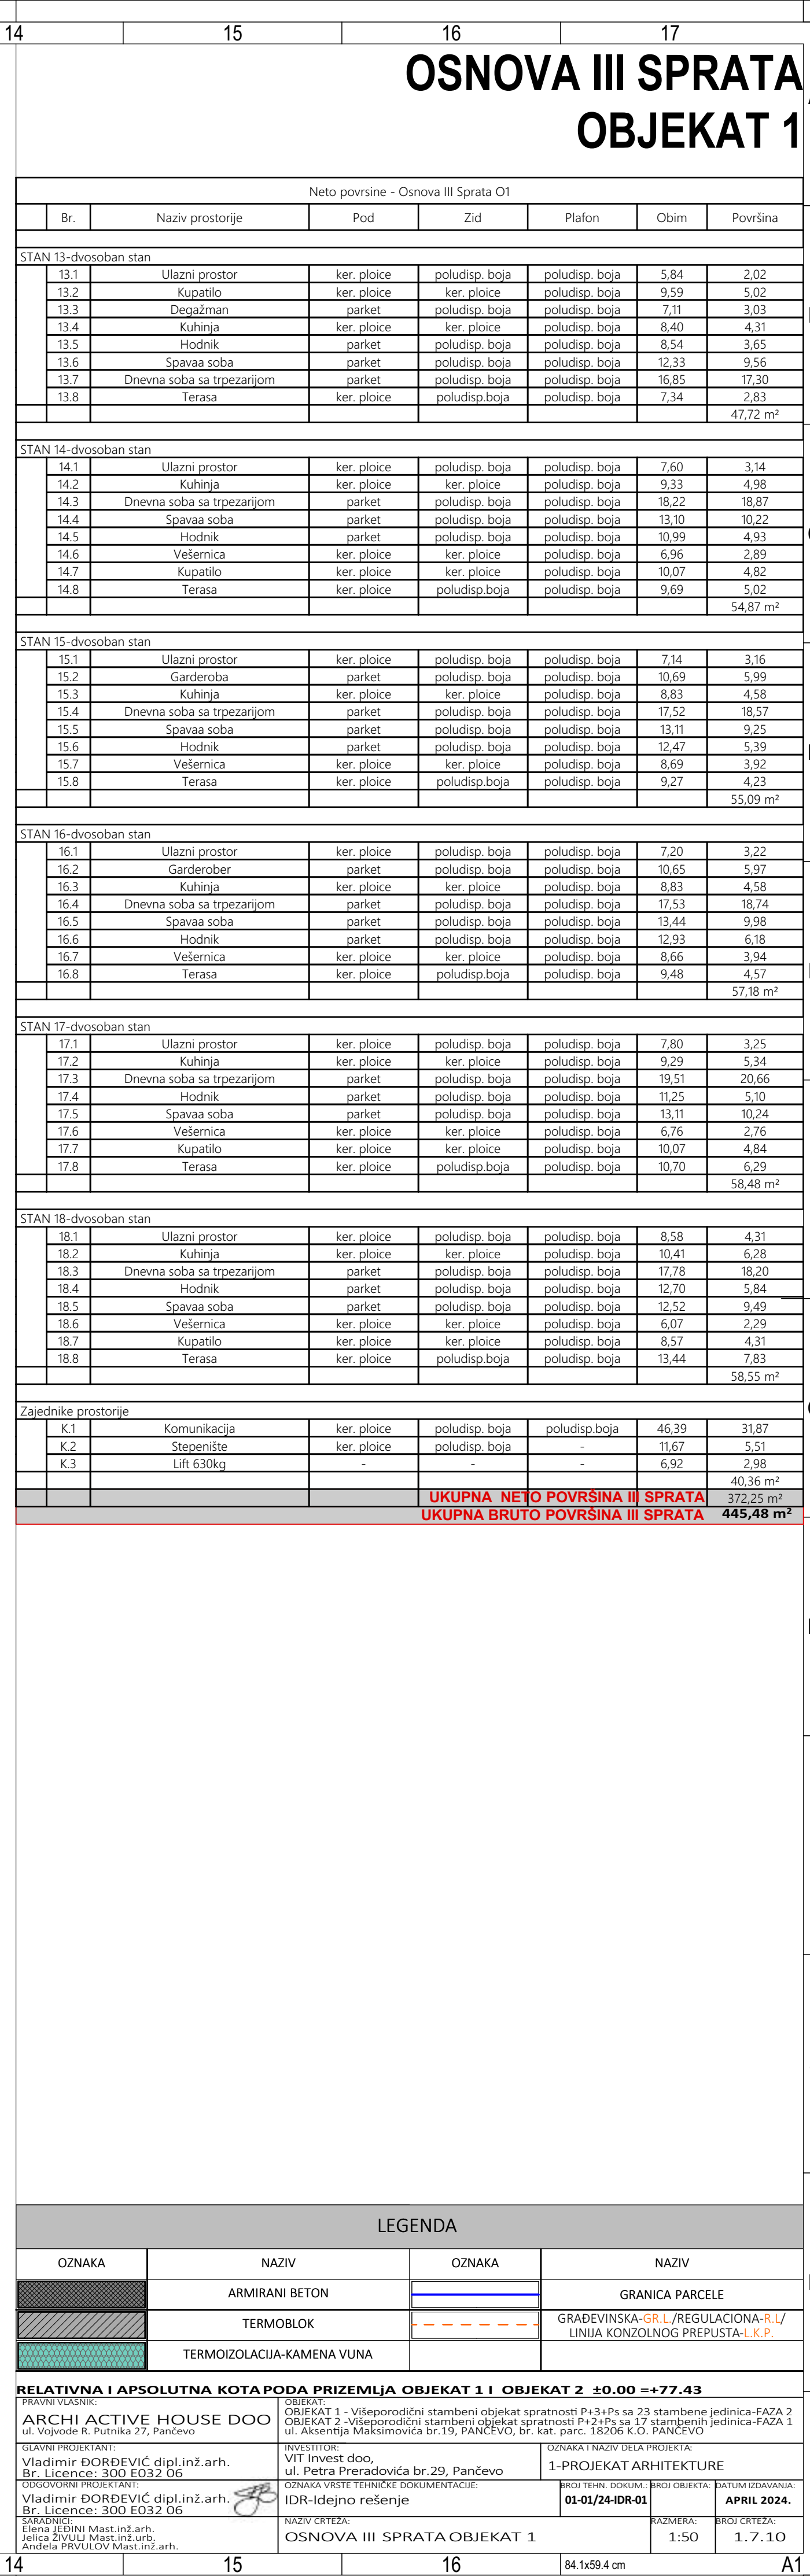 14 15 16 17
OSNOVA III SPRATA
OBJEKAT 1
Neto povrsine - Osnova III Sprata O1
Br. Naziv prostorije Pod Zid Plafon Obim Površina
STAN 13-dvosoban stan
13.1 Ulazni prostor ker. ploice poludisp. boja poludisp. boja 5,84 2,02
13.2 Kupatilo ker. ploice ker. ploice poludisp. boja 9,59 5,02
13.3 Degažman parket poludisp. boja poludisp. boja 7,11 3,03
13.4 Kuhinja ker. ploice ker. ploice poludisp. boja 8,40 4,31
13.5 Hodnik parket poludisp. boja poludisp. boja 8,54 3,65
13.6 Spavaa soba parket poludisp. boja poludisp. boja 12,33 9,56
13.7 Dnevna soba sa trpezarijom parket poludisp. boja poludisp. boja 16,85 17,30
13.8 Terasa ker. ploice poludisp.boja poludisp. boja 7,34 2,83
47,72 m²
STAN 14-dvosoban stan
14.1 Ulazni prostor ker. ploice poludisp. boja poludisp. boja 7,60 3,14
14.2 Kuhinja ker. ploice ker. ploice poludisp. boja 9,33 4,98
14.3 Dnevna soba sa trpezarijom parket poludisp. boja poludisp. boja 18,22 18,87
14.4 Spavaa soba parket poludisp. boja poludisp. boja 13,10 10,22
14.5 Hodnik parket poludisp. boja poludisp. boja 10,99 4,93
14.6 Vešernica ker. ploice ker. ploice poludisp. boja 6,96 2,89
14.7 Kupatilo ker. ploice ker. ploice poludisp. boja 10,07 4,82
14.8 Terasa ker. ploice poludisp.boja poludisp. boja 9,69 5,02
54,87 m²
STAN 15-dvosoban stan
15.1 Ulazni prostor ker. ploice poludisp. boja poludisp. boja 7,14 3,16
15.2 Garderoba parket poludisp. boja poludisp. boja 10,69 5,99
15.3 Kuhinja ker. ploice ker. ploice poludisp. boja 8,83 4,58
15.4 Dnevna soba sa trpezarijom parket poludisp. boja poludisp. boja 17,52 18,57
15.5 Spavaa soba parket poludisp. boja poludisp. boja 13,11 9,25
15.6 Hodnik parket poludisp. boja poludisp. boja 12,47 5,39
15.7 Vešernica ker. ploice ker. ploice poludisp. boja 8,69 3,92
15.8 Terasa ker. ploice poludisp.boja poludisp. boja 9,27 4,23
55,09 m²
STAN 16-dvosoban stan
16.1 Ulazni prostor ker. ploice poludisp. boja poludisp. boja 7,20 3,22
16.2 Garderober parket poludisp. boja poludisp. boja 10,65 5,97
16.3 Kuhinja ker. ploice ker. ploice poludisp. boja 8,83 4,58
16.4 Dnevna soba sa trpezarijom parket poludisp. boja poludisp. boja 17,53 18,74
16.5 Spavaa soba parket poludisp. boja poludisp. boja 13,44 9,98
16.6 Hodnik parket poludisp. boja poludisp. boja 12,93 6,18
16.7 Vešernica ker. ploice ker. ploice poludisp. boja 8,66 3,94
16.8 Terasa ker. ploice poludisp.boja poludisp. boja 9,48 4,57
57,18 m²
STAN 17-dvosoban stan
17.1 Ulazni prostor ker. ploice poludisp. boja poludisp. boja 7,80 3,25
17.2 Kuhinja ker. ploice ker. ploice poludisp. boja 9,29 5,34
17.3 Dnevna soba sa trpezarijom parket poludisp. boja poludisp. boja 19,51 20,66
17.4 Hodnik parket poludisp. boja poludisp. boja 11,25 5,10
17.5 Spavaa soba parket poludisp. boja poludisp. boja 13,11 10,24
17.6 Vešernica ker. ploice ker. ploice poludisp. boja 6,76 2,76
17.7 Kupatilo ker. ploice ker. ploice poludisp. boja 10,07 4,84
17.8 Terasa ker. ploice poludisp.boja poludisp. boja 10,70 6,29
58,48 m²
STAN 18-dvosoban stan
18.1 Ulazni prostor ker. ploice poludisp. boja poludisp. boja 8,58 4,31
18.2 Kuhinja ker. ploice ker. ploice poludisp. boja 10,41 6,28
18.3 Dnevna soba sa trpezarijom parket poludisp. boja poludisp. boja 17,78 18,20
18.4 Hodnik parket poludisp. boja poludisp. boja 12,70 5,84
18.5 Spavaa soba parket poludisp. boja poludisp. boja 12,52 9,49
18.6 Vešernica ker. ploice ker. ploice poludisp. boja 6,07 2,29
18.7 Kupatilo ker. ploice ker. ploice poludisp. boja 8,57 4,31
18.8 Terasa ker. ploice poludisp.boja poludisp. boja 13,44 7,83
58,55 m²
Zajednike prostorije
K.1 Komunikacija ker. ploice poludisp. boja poludisp.boja 46,39 31,87
K.2 Stepenište ker. ploice poludisp. boja - 11,67 5,51
K.3 Lift 630kg - - - 6,92 2,98
40,36 m²
UKUPNA NETO POVRŠINA III SPRATA 372,25 m²
UKUPNA BRUTO POVRŠINA III SPRATA 445,48 m²
LEGENDA
OZNAKA NAZIV OZNAKA NAZIV
ARMIRANI BETON GRANICA PARCELE
TERMOBLOK GRAĐEVINSKA-GR.L./REGULACIONA-R.L/
LINIJA KONZOLNOG PREPUSTA-L.K.P.
TERMOIZOLACIJA-KAMENA VUNA
RELATIVNA I APSOLUTNA KOTA PODA PRIZEMLjA OBJEKAT 1 I OBJEKAT 2 ±0.00 =+77.43
PRAVNI VLASNIK:
ARCHI ACTIVE HOUSE DOO
ul. Vojvode R. Putnika 27, Pančevo
OBJEKAT:
OBJEKAT 1 - Višeporodični stambeni objekat spratnosti P+3+Ps sa 23 stambene jedinica-FAZA 2
OBJEKAT 2 -Višeporodični stambeni objekat spratnosti P+2+Ps sa 17 stambenih jedinica-FAZA 1
ul. Aksentija Maksimovića br.19, PANČEVO, br. kat. parc. 18206 K.O. PANČEVO
GLAVNI PROJEKTANT:
Vladimir ĐORĐEVIĆ dipl.inž.arh.
Br. Licence: 300 E032 06
INVESTITOR:
VIT Invest doo,
ul. Petra Preradovića br.29, Pančevo
OZNAKA I NAZIV DELA PROJEKTA:
1-PROJEKAT ARHITEKTURE
ODGOVORNI PROJEKTANT:
Vladimir ĐORĐEVIĆ dipl.inž.arh.
Br. Licence: 300 E032 06
OZNAKA VRSTE TEHNIČKE DOKUMENTACIJE:
IDR-Idejno rešenje
BROJ TEHN. DOKUM.:
01-01/24-IDR-01
BROJ OBJEKTA:
DATUM IZDAVANJA:
APRIL 2024.
SARADNICI:
Elena JEĐINI Mast.inž.arh.
Jelica ŽIVULJ Mast.inž.urb.
Anđela PRVULOV Mast.inž.arh.
NAZIV CRTEŽA:
OSNOVA III SPRATA OBJEKAT 1
RAZMERA:
1:50
BROJ CRTEŽA:
1.7.10
14 15 16 84.1x59.4 cm A1